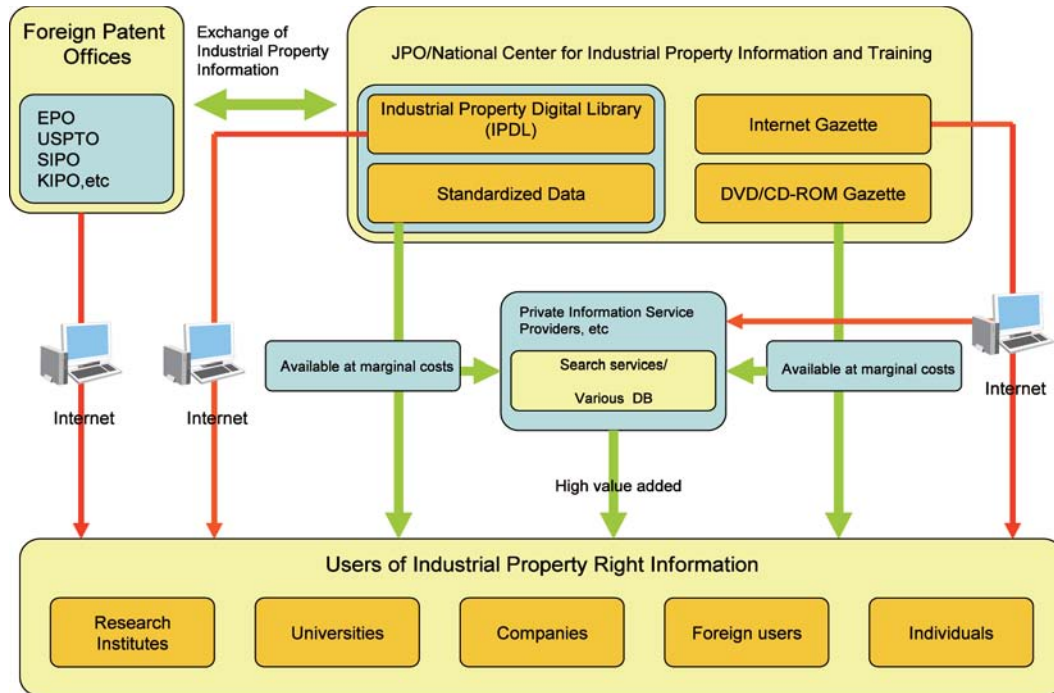 Foreign Patent
Offices
EPO
USPTO
SIPO
KIPO,etc
Exchange of
Industrial Property
Information
JPO/National Center for Industrial Property Information and Training
Industrial Property Digital Library
(IPDL)
Standardized Data
Internet Gazette
DVD/CD-ROM Gazette
Private Information Service
Providers, etc
Search services/
Various DB
Available at marginal costs
Available at marginal costs
Internet
Internet
Internet
High value added
Users of Industrial Property Right Information
Research
Institutes
Universities
Companies
Foreign users
Individuals